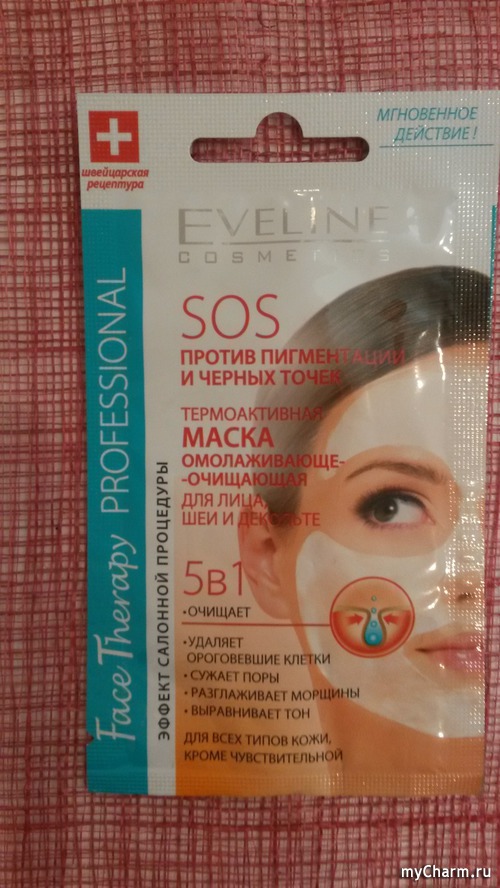 МГНОВЕННОЕ
ДЕЙСТВИЕ!
швейцарская
рецептура
EVELINE
COSMETICS
SOS
ПРОТИВ ПИГМЕНТАЦИИ
И ЧЕРНЫХ ТОЧЕК
ТЕРМОАКТИВНАЯ
МАСКА
ОМОЛАЖИВАЮЩЕ-
-ОЧИЩАЮЩАЯ
ДЛЯ ЛИЦА,
ШЕИ И ДЕКОЛЬТЕ
5В1
•ОЧИЩАЕТ
•УДАЛЯЕТ
ОРОГОВЕВШИЕ КЛЕТКИ
•СУЖАЕТ ПОРЫ
•РАЗГЛАЖИВАЕТ МОРЩИНЫ
•ВЫРАВНИВАЕТ ТОН
ДЛЯ ВСЕХ ТИПОВ КОЖИ,
КРОМЕ ЧУВСТВИТЕЛЬНОЙ
Face Therapy PROFESSIONAL
ЭФФЕКТ САЛОННОЙ ПРОЦЕДУРЫ
myCharm.ru